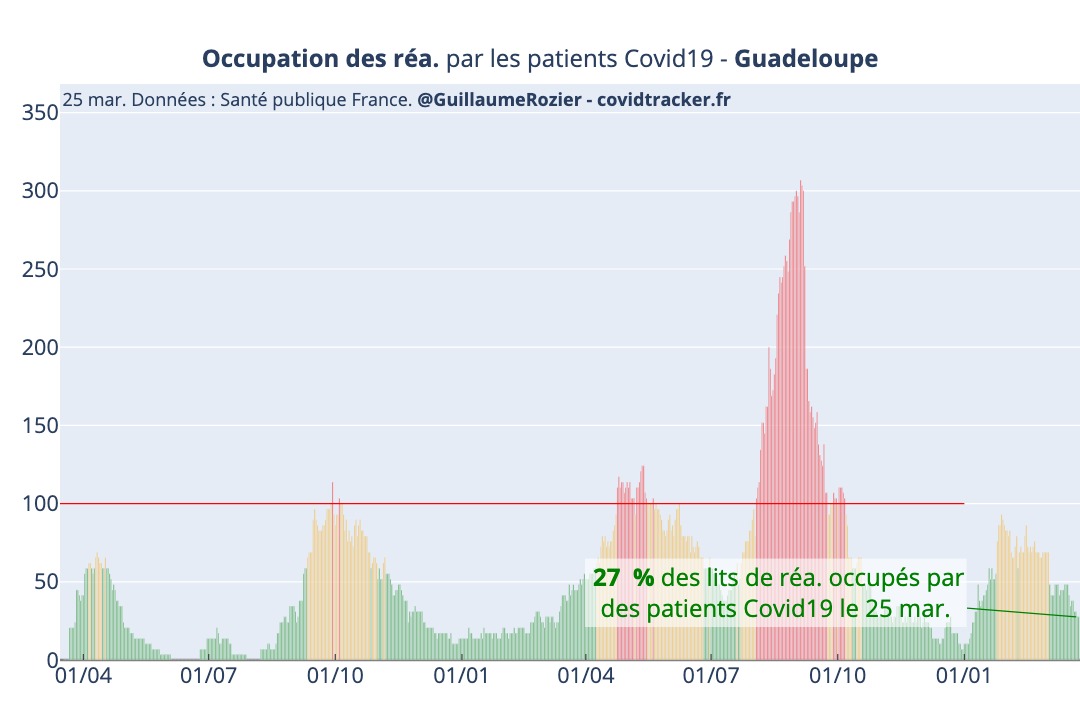 Occupation des réa. par les patients Covid19 - Guadeloupe
25 mar. Données : Santé publique France. @GuillaumeRozier - covidtracker.fr
350
300
250
200
150
100
50
0
27 % des lits de réa. occupés par
des patients Covid19 le 25 mar.
01/04 01/07 01/10 01/01 01/04 01/07 01/10 01/01